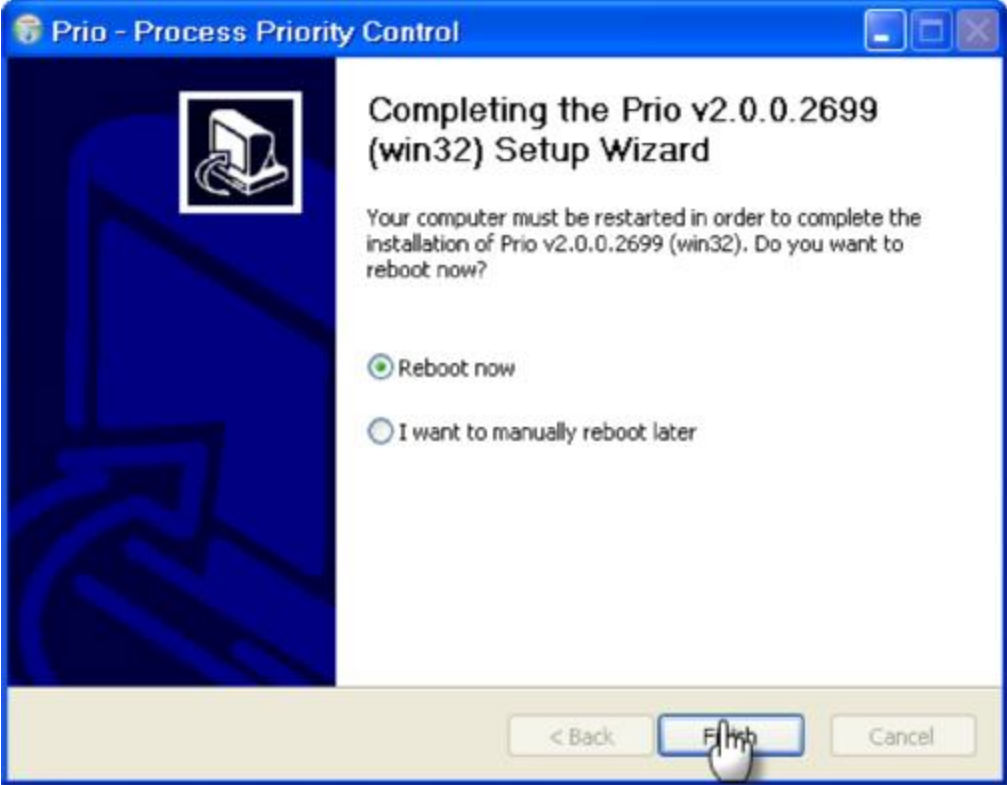 Prio - Process Priority Control
Completing the Prio v2.0.0.2699
(win32) Setup Wizard
Your computer must be restarted in order to complete the
installation of Prio v2.0.0.2699 (win32). Do you want to
reboot now?
Reboot now
I want to manually reboot later
< Back
Finish
Cancel